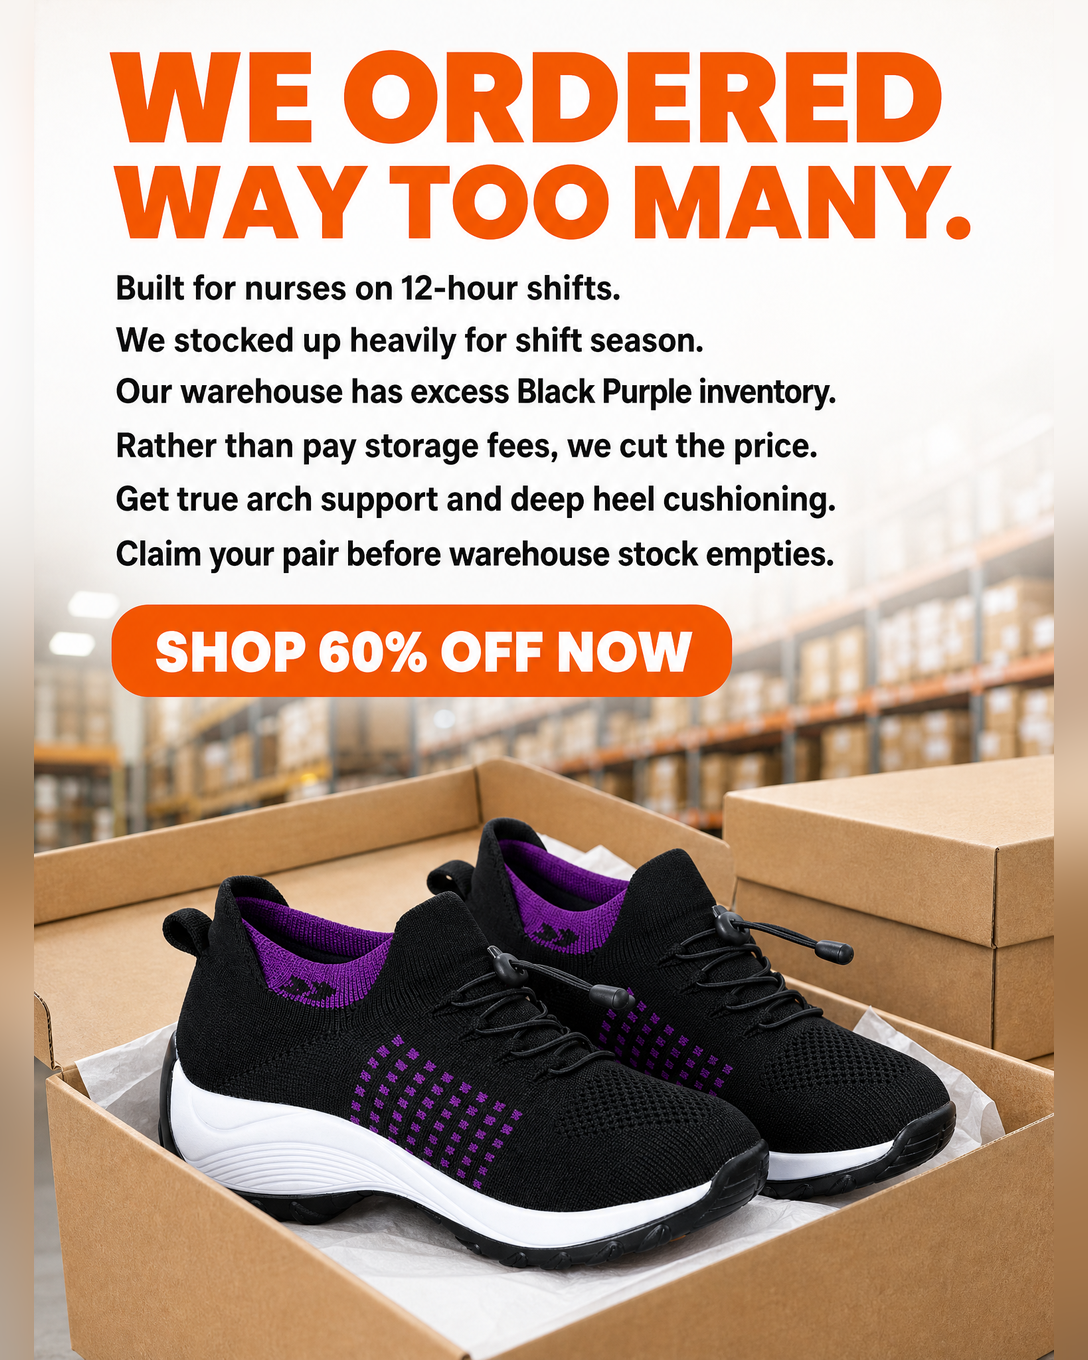 WE ORDERED
WAY TOO MANY.
Built for nurses on 12-hour shifts.
We stocked up heavily for shift season.
Our warehouse has excess Black Purple inventory.
Rather than pay storage fees, we cut the price.
Get true arch support and deep heel cushioning.
Claim your pair before warehouse stock empties.
SHOP 60% OFF NOW